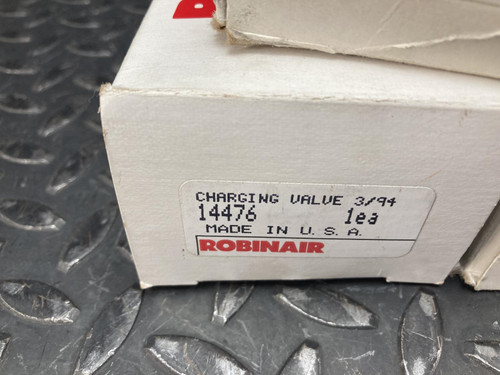 CHARGING VALVE 3/94
14476 1ea
MADE IN U.S.A.
ROBINAIR